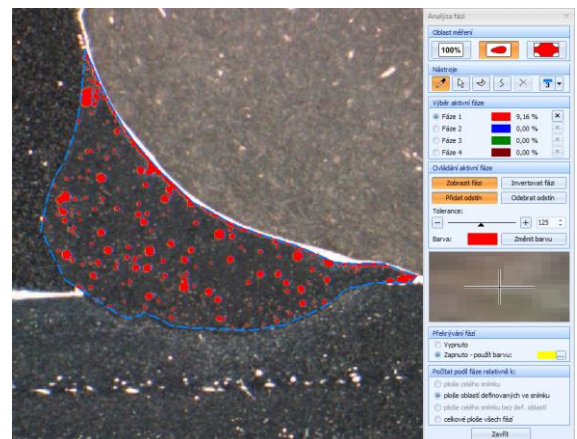 Analýza fází
Oblast měření
100%
Nástroje
3
Výběr aktivní fáze
Fáze 1 9,16 %
Fáze 2 0,00 %
Fáze 3 0,00 %
Fáze 4 0,00 %
Ovládání aktivní fáze
Zobrazit fázi Invertovat fázi
Přidat odstín Odebrat odstín
Tolerance:
125
Barva: Změnit barvu
Překrývání fází
Vypnuto
Zapnuto - použít barvu: ...
Počítat podíl fáze relativně k:
ploše celého snímku
ploše oblastí definovaných ve snímku
ploše celého snímku bez def. oblastí
celkové ploše všech fází
Zavřít